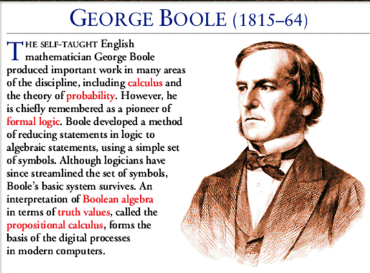 GEORGE BOOLE (1815–64)
THE SELF-TAUGHT English
mathematician George Boole
produced important work in many areas
of the discipline, including calculus and
the theory of probability. However, he
is chiefly remembered as a pioneer of
formal logic. Boole developed a method
of reducing statements in logic to
algebraic statements, using a simple set
of symbols. Although logicians have
since streamlined the set of symbols,
Boole's basic system survives. An
interpretation of Boolean algebra
in terms of truth values, called the
propositional calculus, forms the
basis of the digital processes
in modern computers.